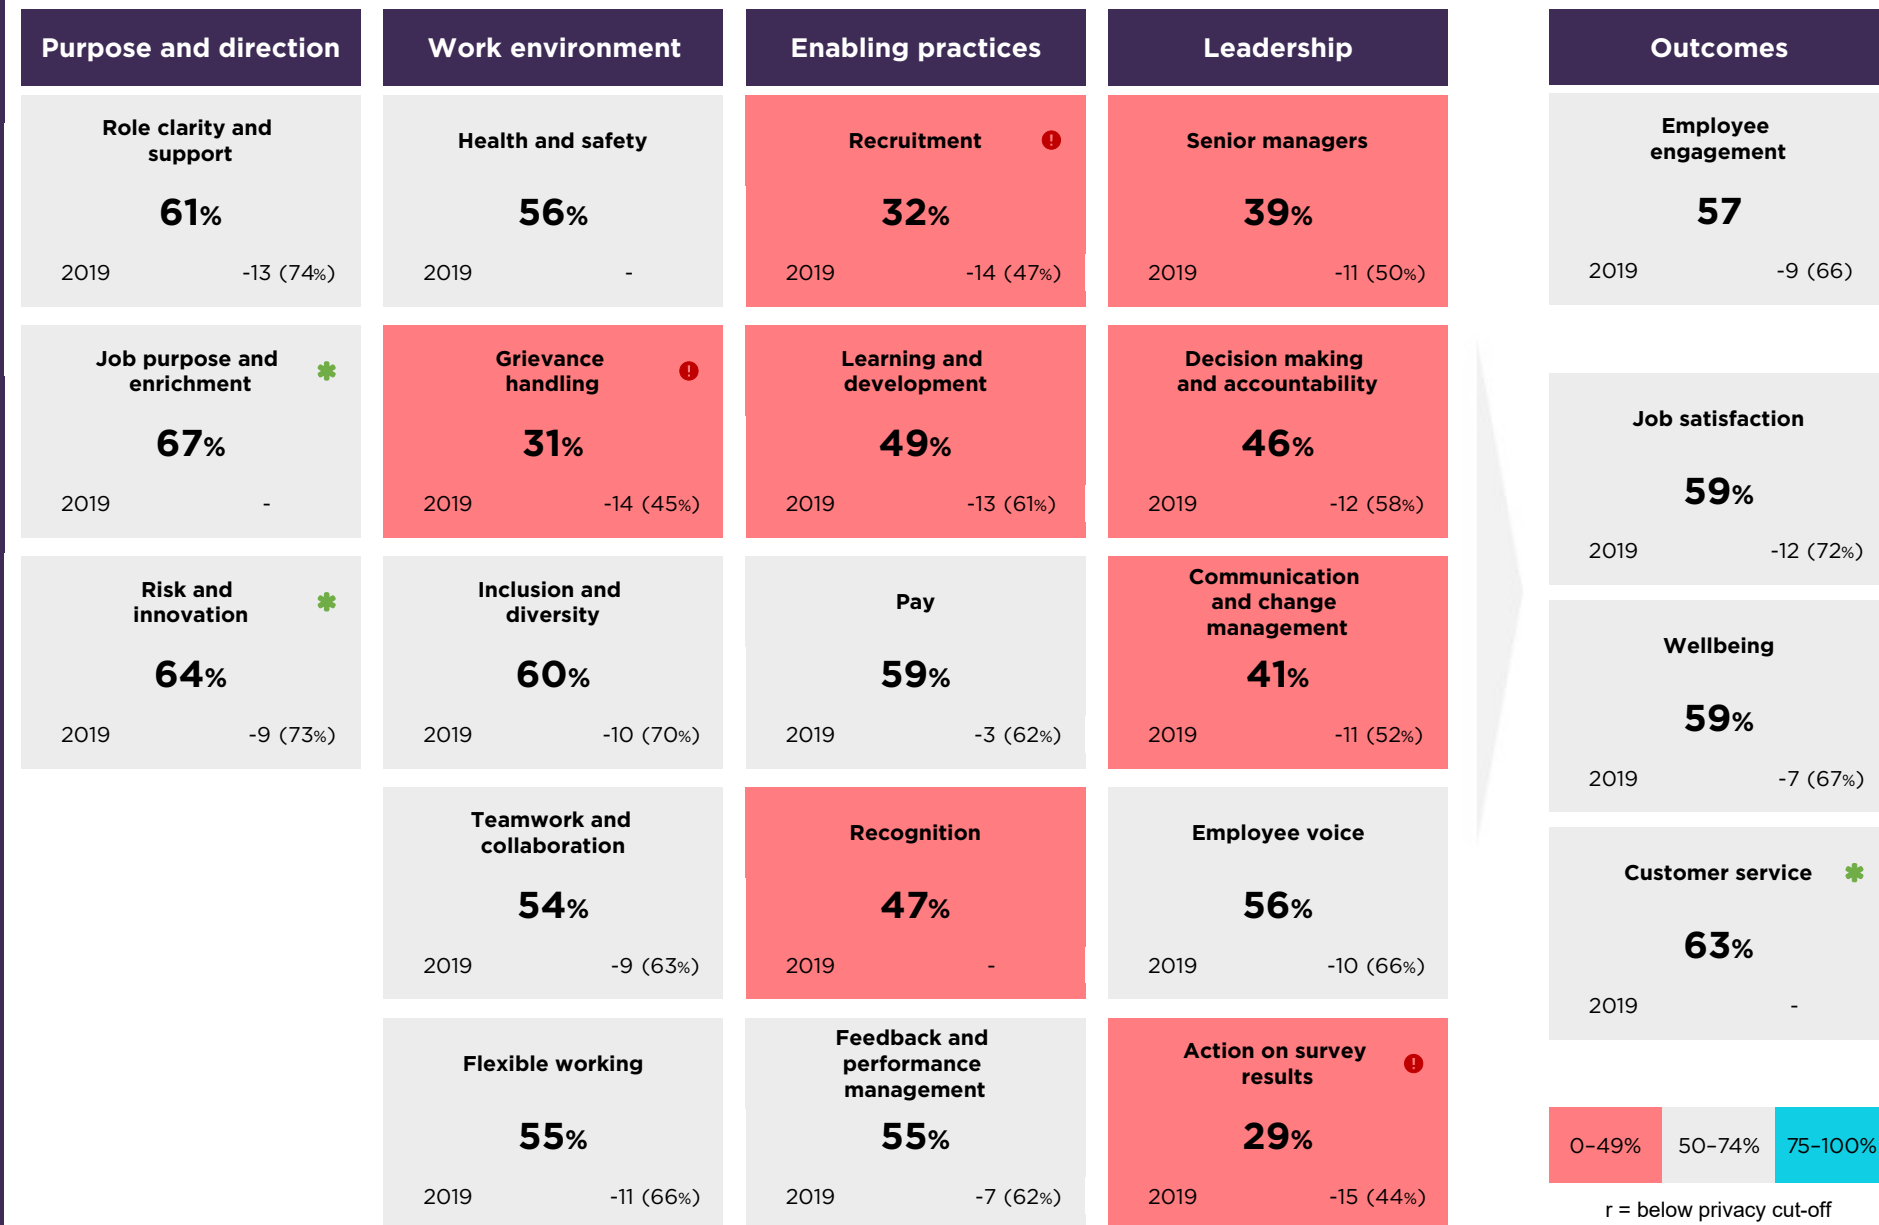 Purpose and direction
Role clarity and
support
61%
2019 -13 (74%)
Job purpose and
enrichment
67%
2019 -
Risk and
innovation
64%
2019 -9 (73%)
Work environment
Health and safety
56%
2019 -
Grievance
handling
31%
2019 -14 (45%)
Inclusion and
diversity
60%
2019 -10 (70%)
Teamwork and
collaboration
54%
2019 -9 (63%)
Flexible working
55%
2019 -11 (66%)
Enabling practices
Recruitment
32%
2019 -14 (47%)
Learning and
development
49%
2019 -13 (61%)
Pay
59%
2019 -3 (62%)
Recognition
47%
2019 -
Feedback and
performance
management
55%
2019 -7 (62%)
Leadership
Senior managers
39%
2019 -11 (50%)
Decision making
and accountability
46%
2019 -12 (58%)
Communication
and change
management
41%
2019 -11 (52%)
Employee voice
56%
2019 -10 (66%)
Action on survey
results
29%
2019 -15 (44%)
Outcomes
Employee
engagement
57
2019 -9 (66)
Job satisfaction
59%
2019 -12 (72%)
Wellbeing
59%
2019 -7 (67%)
Customer service
63%
2019 -
0-49% 50-74% 75-100%
r = below privacy cut-off